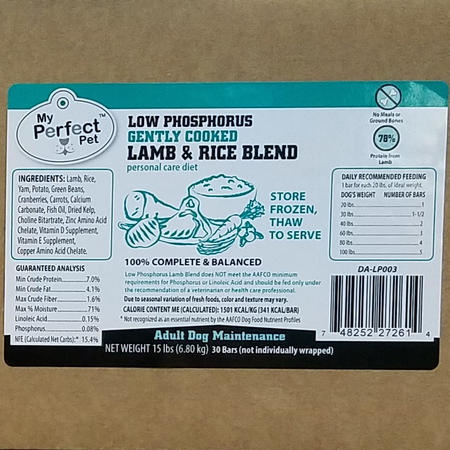 My
Perfect
Pet
™
LOW PHOSPHORUS
GENTLY COOKED
LAMB & RICE BLEND
personal care diet
No Meals or
Ground Bones
78%
Protein from
Lamb
INGREDIENTS: Lamb, Rice,
Yam, Potato, Green Beans,
Cranberries, Carrots, Calcium
Carbonate, Fish Oil, Dried Kelp,
Choline Bitartrate, Zinc Amino Acid
Chelate, Vitamin D Supplement,
Vitamin E Supplement,
Copper Amino Acid Chelate.
GUARANTEED ANALYSIS
Min Crude Protein 7.0%
Min Crude Fat 4.1%
Max Crude Fiber 1.6%
Max % Moisture 71%
Linoleic Acid 0.15%
Phosphorus 0.08%
NFE (Calculated Net Carbs):* 15.4%
STORE
FROZEN,
THAW
TO SERVE
100% COMPLETE & BALANCED
Low Phosphorus Lamb Blend does NOT meet the AAFCO minimum
requirements for Phosphorus or Linoleic Acid and should be fed only under
the recommendation of a veterinarian or health care professional.
Due to seasonal variation of fresh foods, color and texture may vary.
CALORIE CONTENT ME (CALCULATED): 1501 KCAL/KG (341 KCAL/BAR)
* Not recognized as an essential nutrient by the AAFCO Dog Food Nutrient Profiles
DAILY RECOMMENDED FEEDING
1 bar for each 20 lbs. of ideal weight.
DOG'S WEIGHT NUMBER OF BARS
20 lbs. 1
30 lbs. 1-1/2
40 lbs. 2
60 lbs. 3
80 lbs. 4
100 lbs. 5
DA-LP003
7 48252 27261 4
Adult Dog Maintenance
NET WEIGHT 15 lbs (6.80 kg) 30 Bars (not individually wrapped)